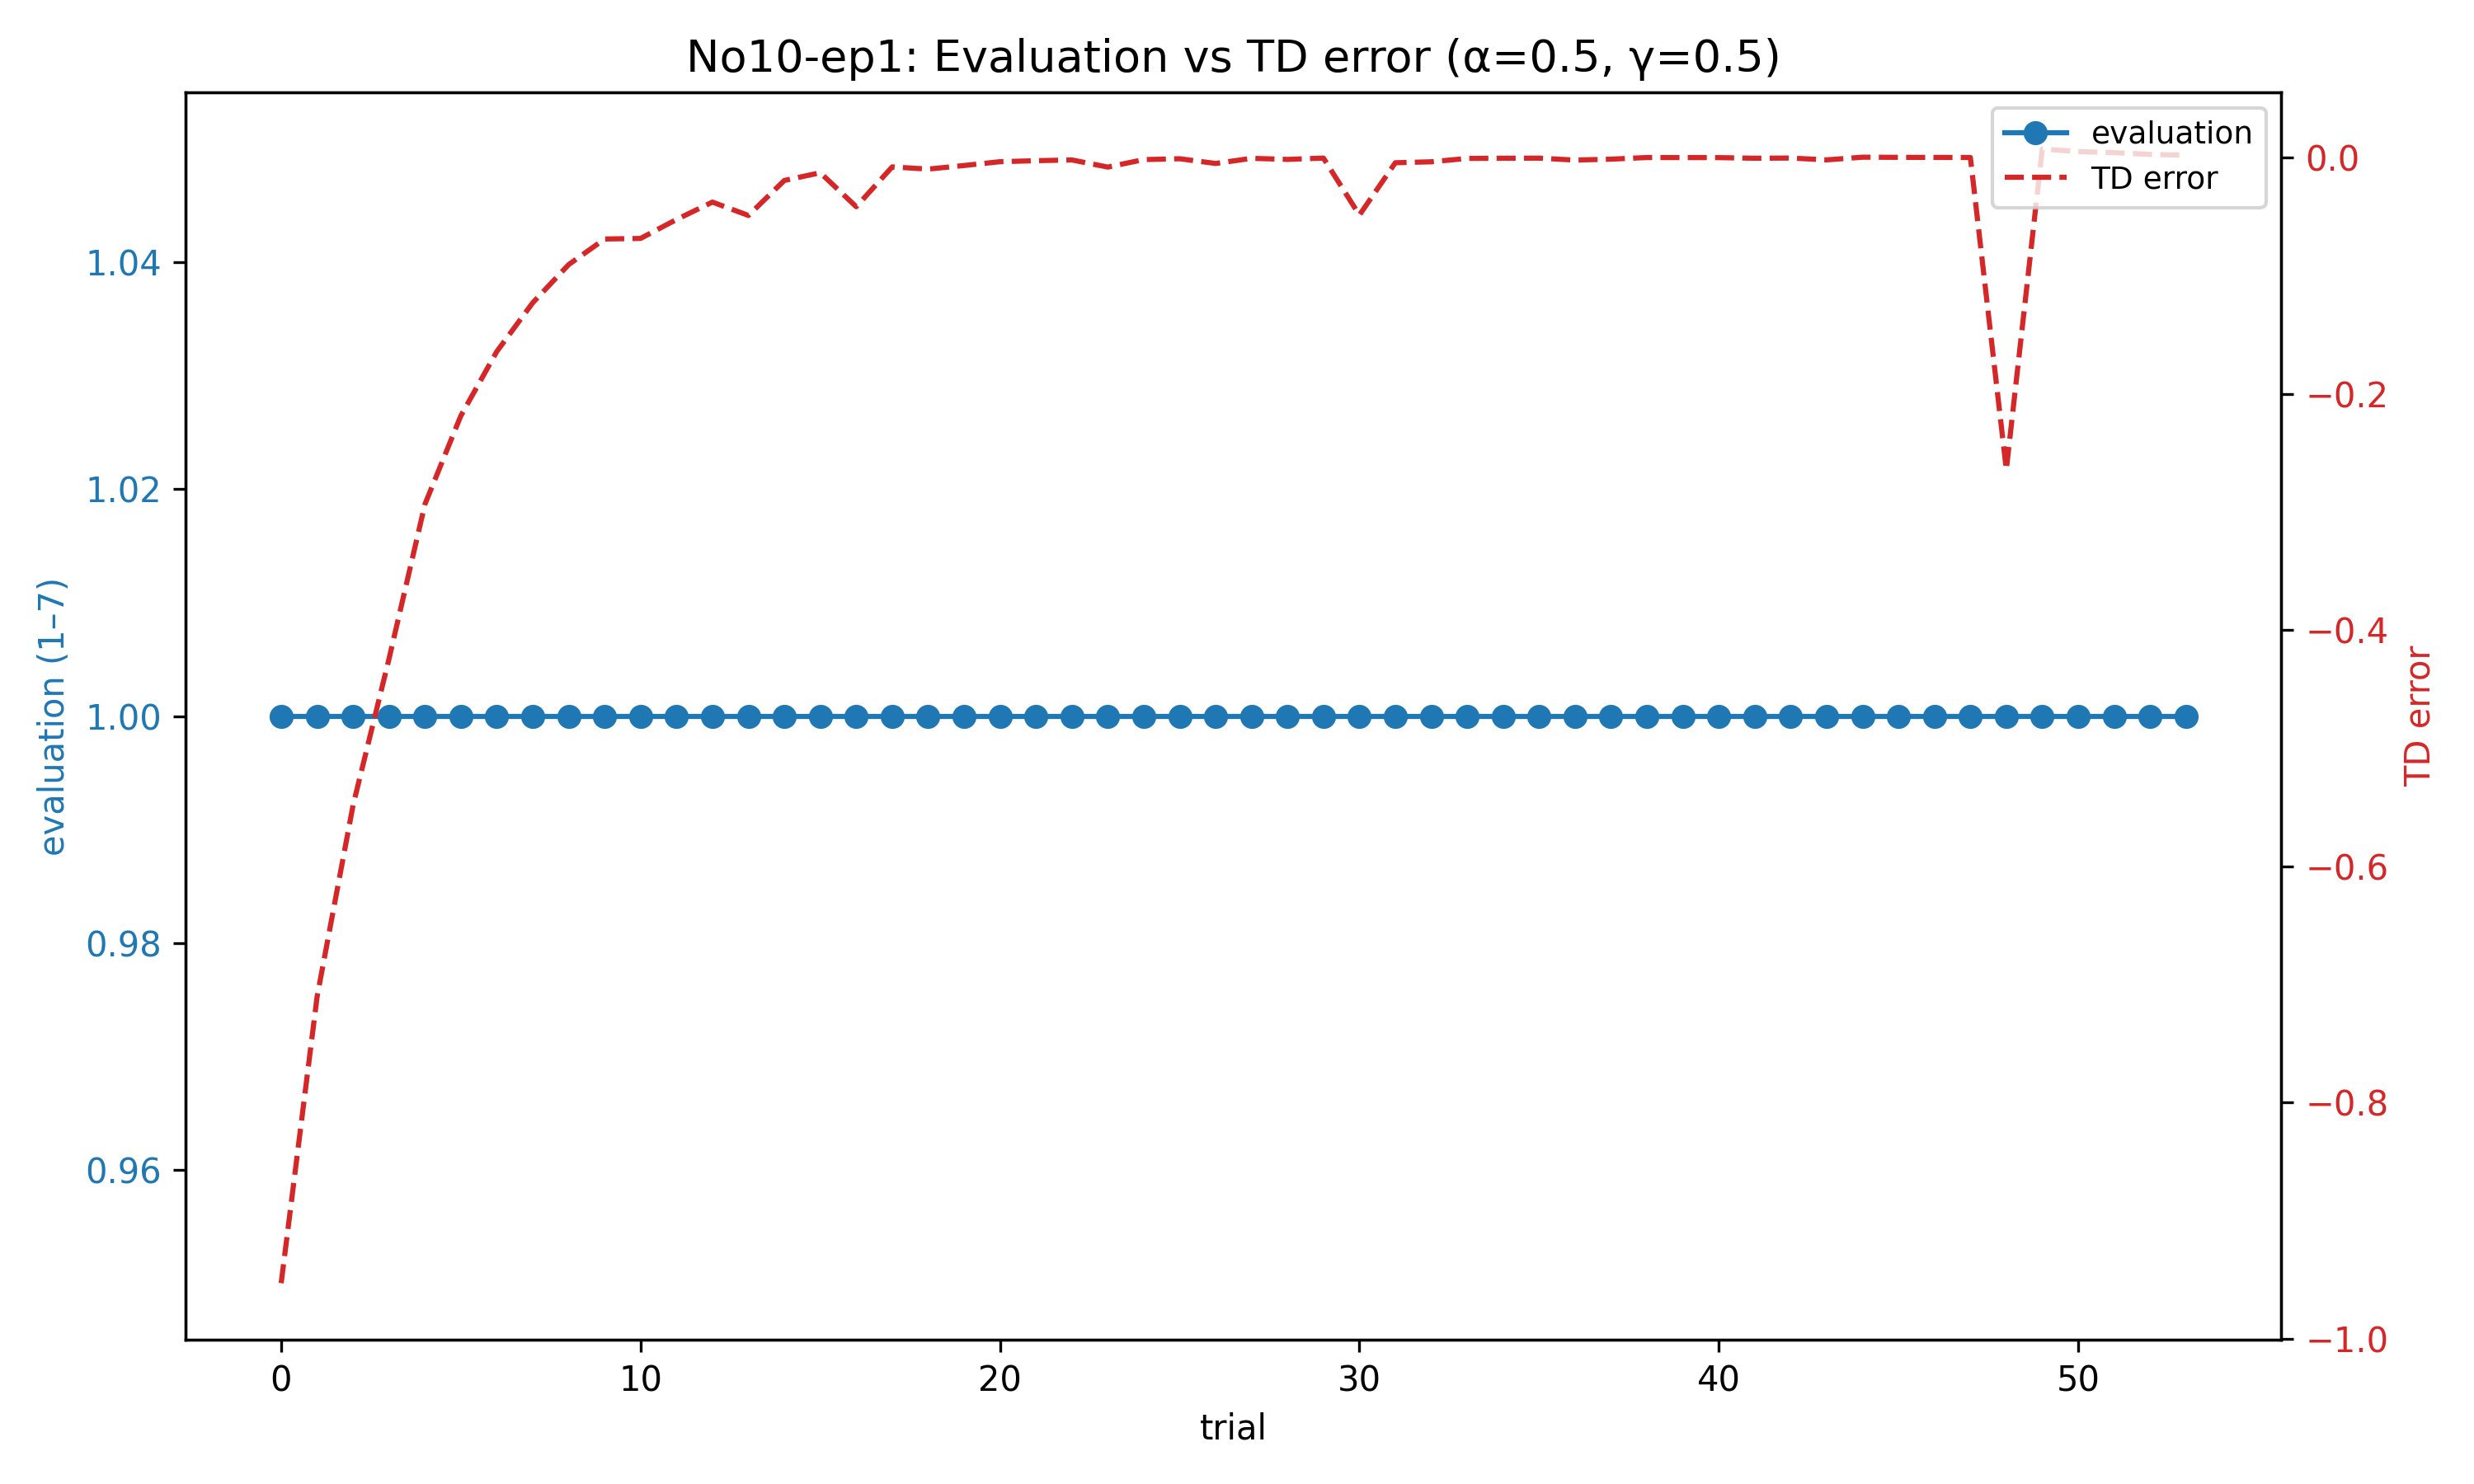 No10-ep1: Evaluation vs TD error (α=0.5, γ=0.5)
evaluation
TD error
evaluation (1–7)
1.04
1.02
1.00
0.98
0.96
0.0
−0.2
−0.4
−0.6
−0.8
−1.0
TD error
0 10 20 30 40 50
trial